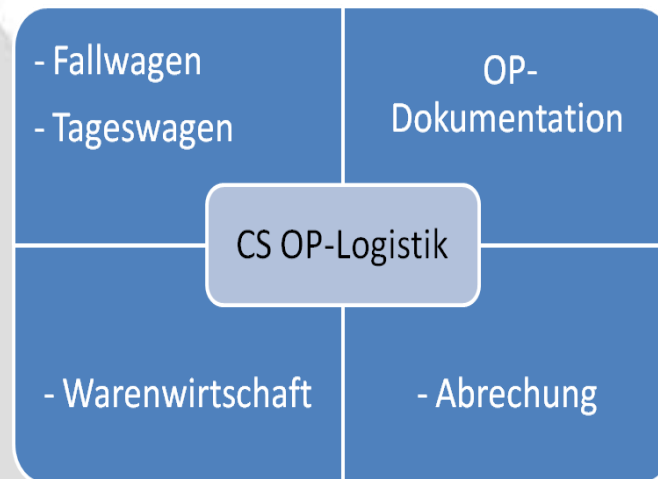 - Fallwagen
- Tageswagen
OP-
Dokumentation
CS OP-Logistik
- Warenwirtschaft
- Abrechung